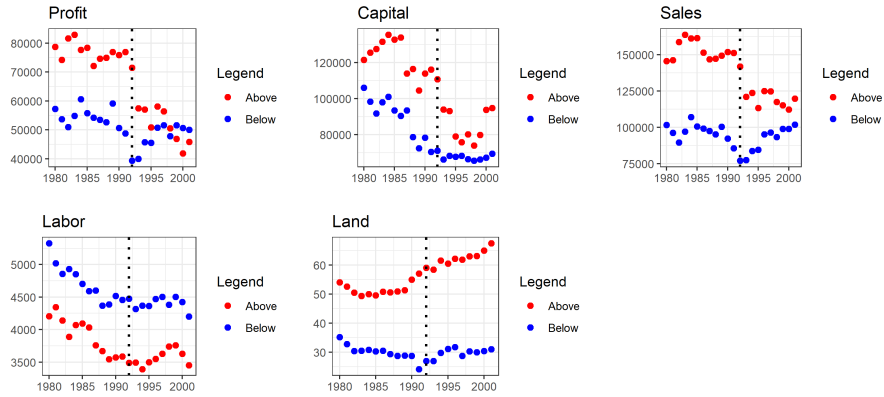 Profit
80000
70000
60000
50000
40000
1980 1985 1990 1995 2000
Legend
Above
Below
Capital
120000
100000
80000
1980 1985 1990 1995 2000
Legend
Above
Below
Sales
150000
125000
100000
75000
1980 1985 1990 1995 2000
Legend
Above
Below
Labor
5000
4500
4000
3500
1980 1985 1990 1995 2000
Legend
Above
Below
Land
60
50
40
30
1980 1985 1990 1995 2000
Legend
Above
Below